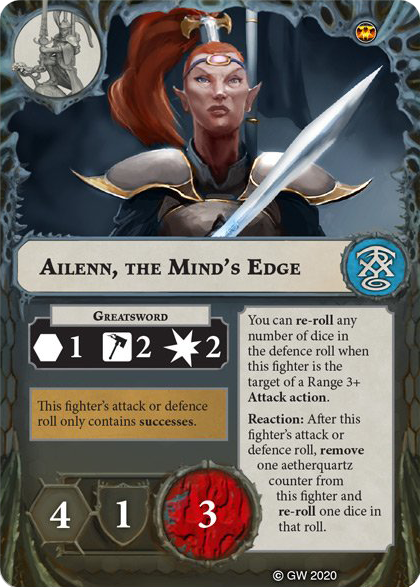 Ailenn, the Mind's Edge
Greatsword
1 2 2
This fighter's attack or defence
roll only contains successes.
You can re-roll any
number of dice in
the defence roll when
this fighter is the
target of a Range 3+
Attack action.
Reaction: After this
fighter's attack or
defence roll, remove
one aetherquartz
counter from
this fighter and
re-roll one dice in
that roll.
4 1 3
© GW 2020